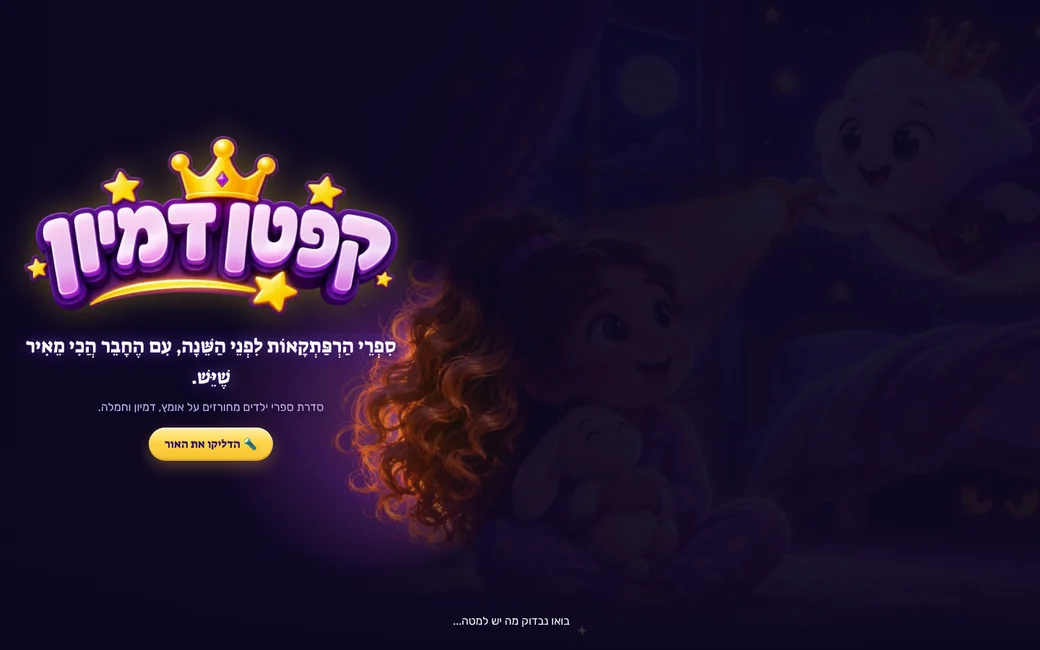 קפטן דמיון
סִפְרֵי הַרְפַּתְקָאוֹת לִפְנֵי הַשֵּׁנָה, עִם הֶחָבֵר הֲכִי מֵאִיר
שֶׁיֵּשׁ.
סדרת ספרי ילדים מחורזים על אומץ, דמיון וחמלה.
🔦 הדליקו את האור
בואו נבדוק מה יש למטה...